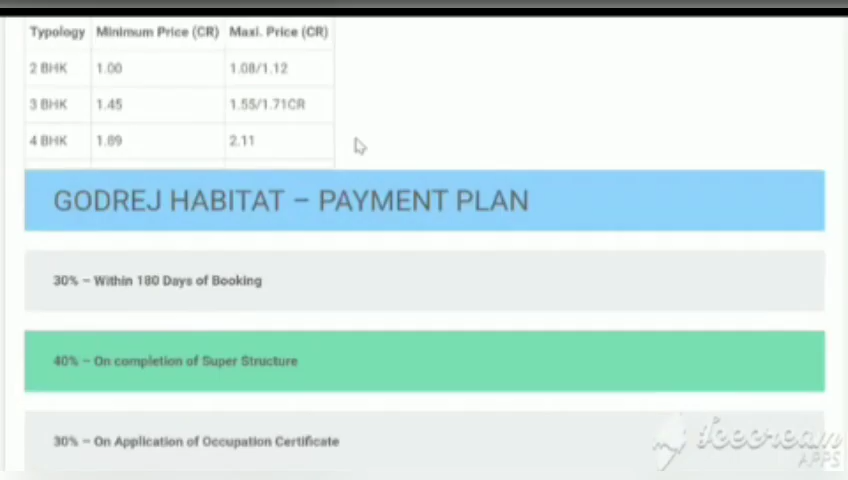 Typology Minimum Price (CR) Maxi. Price (CR)
2 BHK 1.00 1.08/1.12
3 BHK 1.45 1.55/1.71CR
4 BHK 1.89 2.11
GODREJ HABITAT – PAYMENT PLAN
30% – Within 180 Days of Booking
40% – On completion of Super Structure
30% – On Application of Occupation Certificate
Icecream
APPS